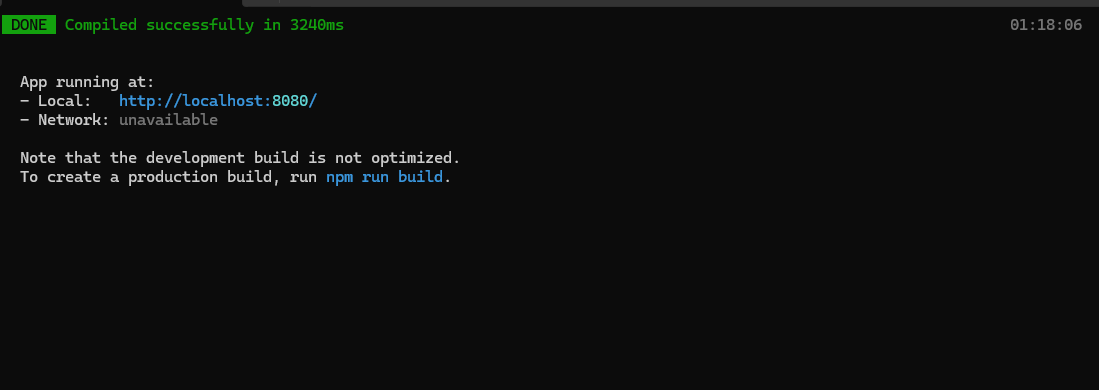 DONE Compiled successfully in 3240ms 01:18:06
App running at:
- Local: http://localhost:8080/
- Network: unavailable
Note that the development build is not optimized.
To create a production build, run npm run build.